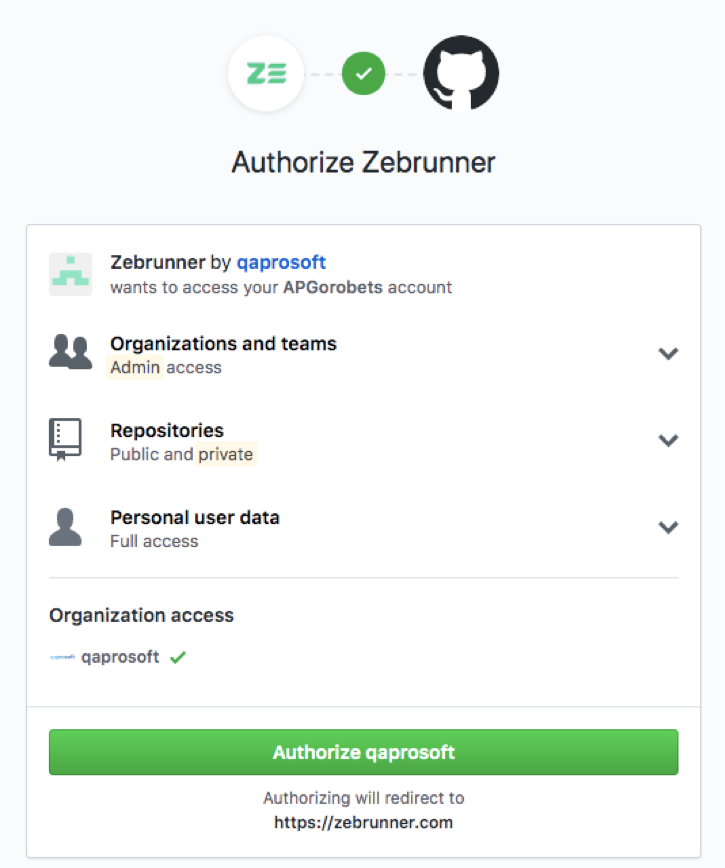 ZE
Authorize Zebrunner
Zebrunner by qaprosoft
wants to access your APGorobets account
Organizations and teams
Admin access
Repositories
Public and private
Personal user data
Full access
Organization access
qaprosoft
Authorize qaprosoft
Authorizing will redirect to
https://zebrunner.com